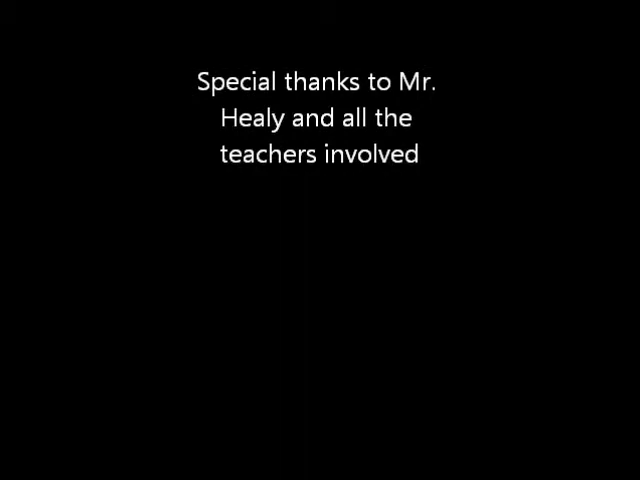 Special thanks to Mr.
Healy and all the
teachers involved